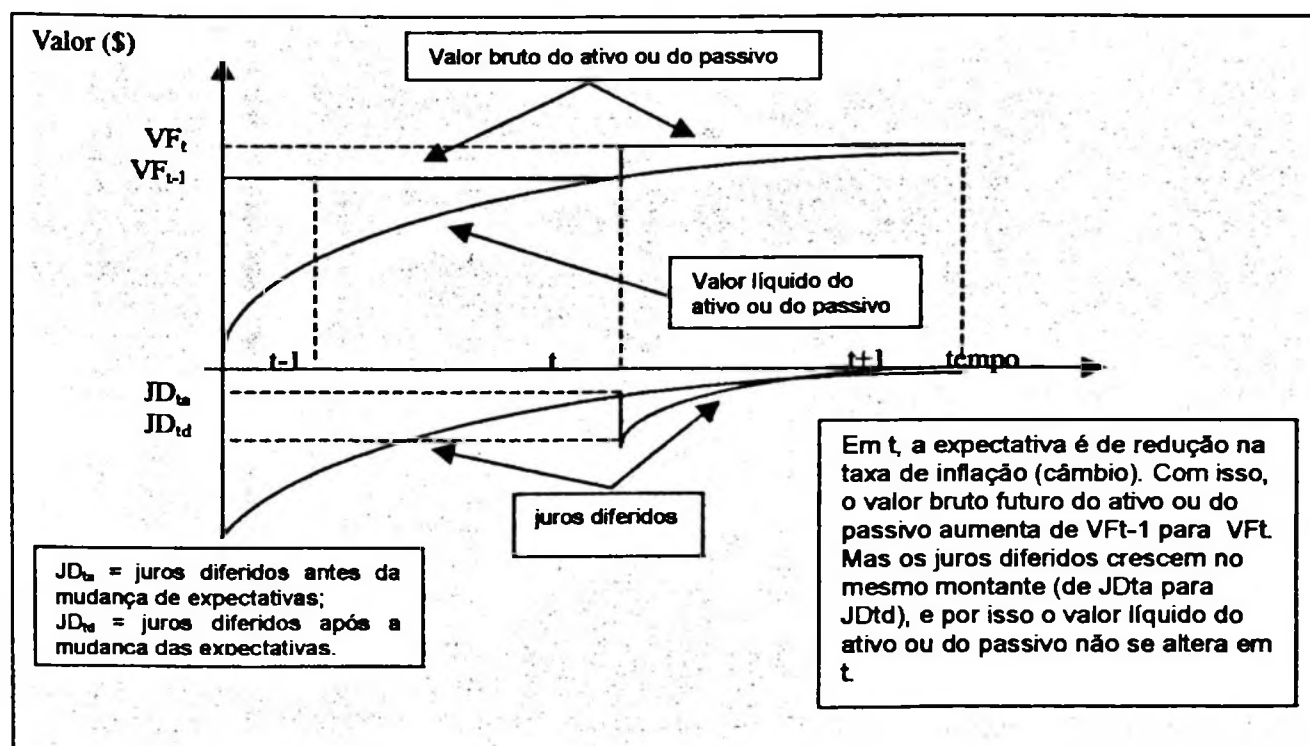 Valor ($)
Valor bruto do ativo ou do passivo
VFt
VFt-1
Valor líquido do
ativo ou do passivo
t-1
t
t+1
tempo
JDta
JDtd
juros diferidos
JDta = juros diferidos antes da
mudança de expectativas;
JDtd = juros diferidos após a
mudança das expectativas.
Em t, a expectativa é de redução na
taxa de inflação (câmbio). Com isso,
o valor bruto futuro do ativo ou do
passivo aumenta de VFt-1 para VFt.
Mas os juros diferidos crescem no
mesmo montante (de JDta para
JDtd), e por isso o valor líquido do
ativo ou do passivo não se altera em
t.